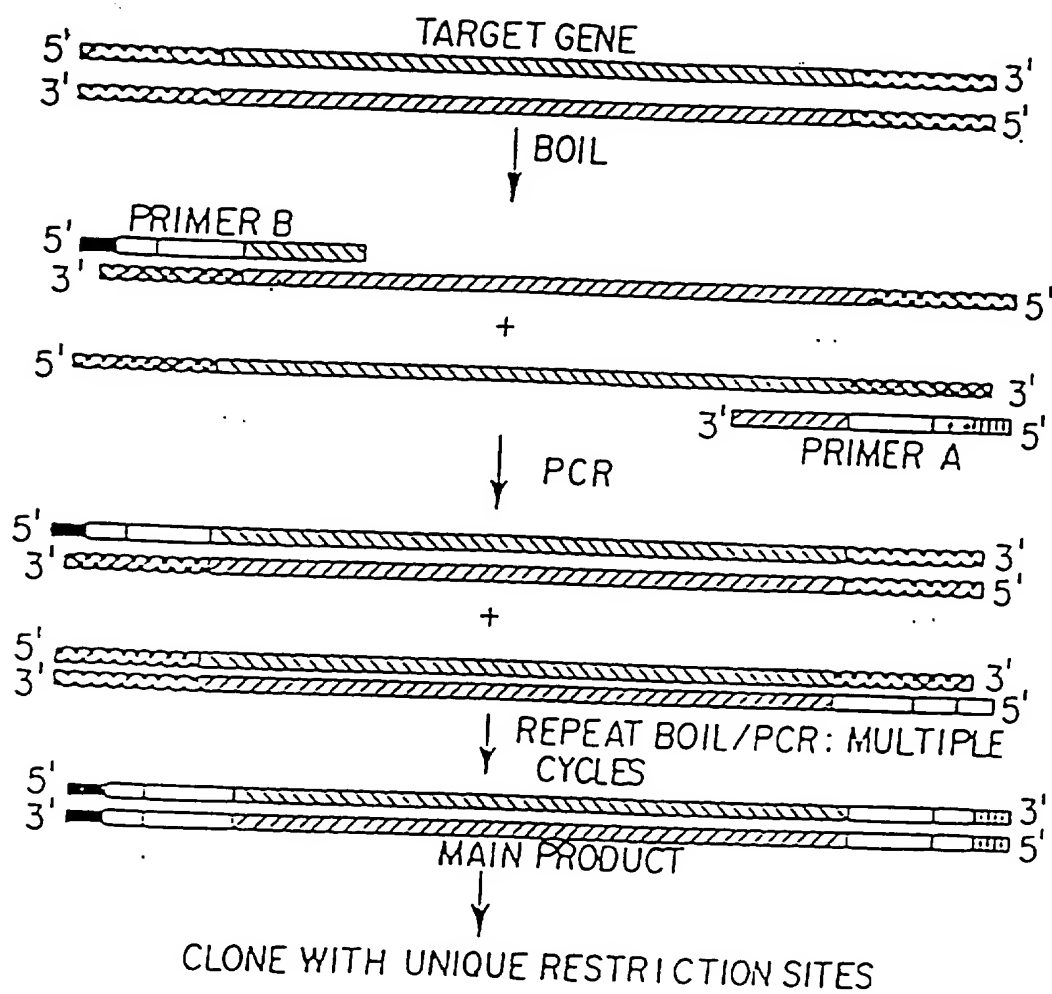 TARGET GENE
5' 3'
3' 5'
BOIL
PRIMER B
5'
3' 5'
+
5' 3'
3' 5'
PRIMER A
PCR
5' 3'
3' 5'
+
5' 3'
3' 5'
REPEAT BOIL/PCR: MULTIPLE
CYCLES
5' 3'
3' 5'
MAIN PRODUCT
CLONE WITH UNIQUE RESTRICTION SITES